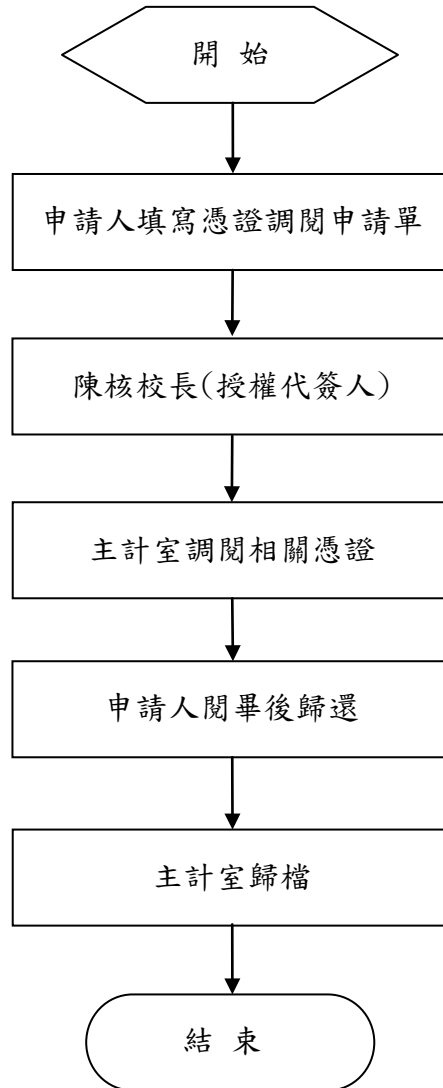 開 始
申請人填寫憑證調閱申請單
陳核校長(授權代簽人)
主計室調閱相關憑證
申請人閱畢後歸還
主計室歸檔
結 束